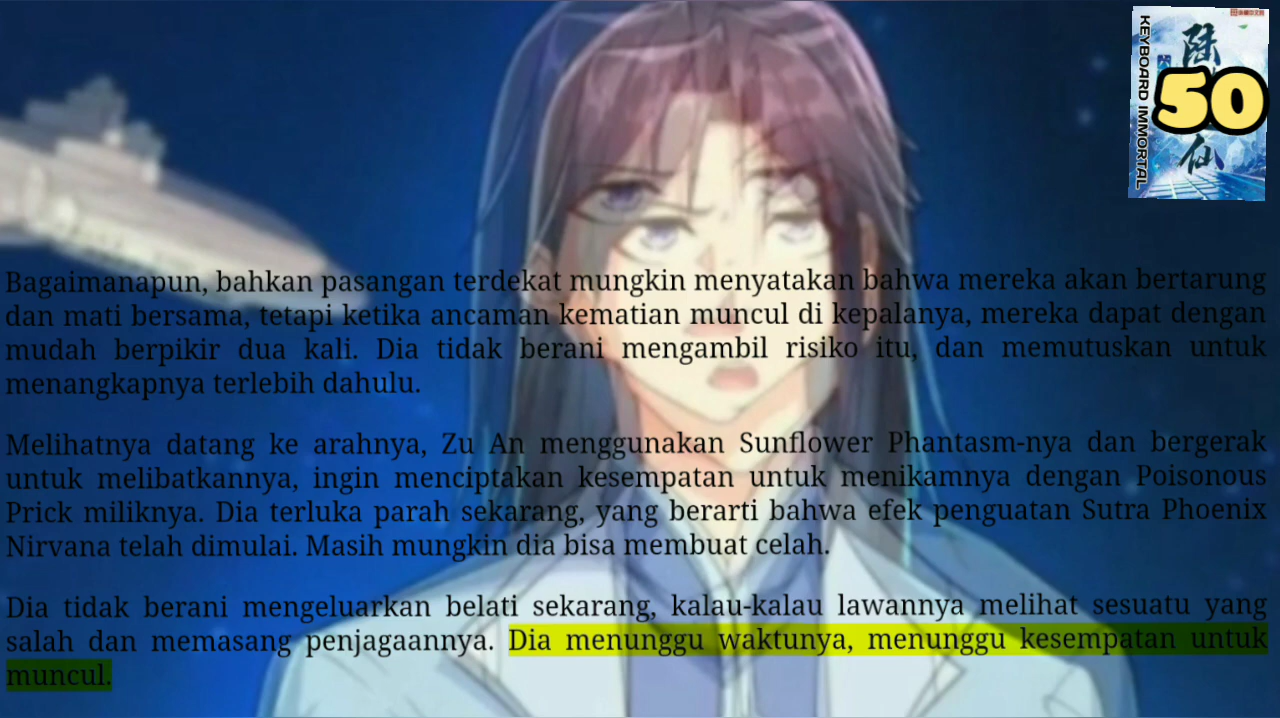 KEYBOARD IMMORTAL
陆
仙
50
Bagaimanapun, bahkan pasangan terdekat mungkin menyatakan bahwa mereka akan bertarung
dan mati bersama, tetapi ketika ancaman kematian muncul di kepalanya, mereka dapat dengan
mudah berpikir dua kali. Dia tidak berani mengambil risiko itu, dan memutuskan untuk
menangkapnya terlebih dahulu.
Melihatnya datang ke arahnya, Zu An menggunakan Sunflower Phantasm-nya dan bergerak
untuk melibatkannya, ingin menciptakan kesempatan untuk menikamnya dengan Poisonous
Prick miliknya. Dia terluka parah sekarang, yang berarti bahwa efek penguatan Sutra Phoenix
Nirvana telah dimulai. Masih mungkin dia bisa membuat celah.
Dia tidak berani mengeluarkan belati sekarang, kalau-kalau lawannya melihat sesuatu yang
salah dan memasang penjagaannya. Dia menunggu waktunya, menunggu kesempatan untuk
muncul.